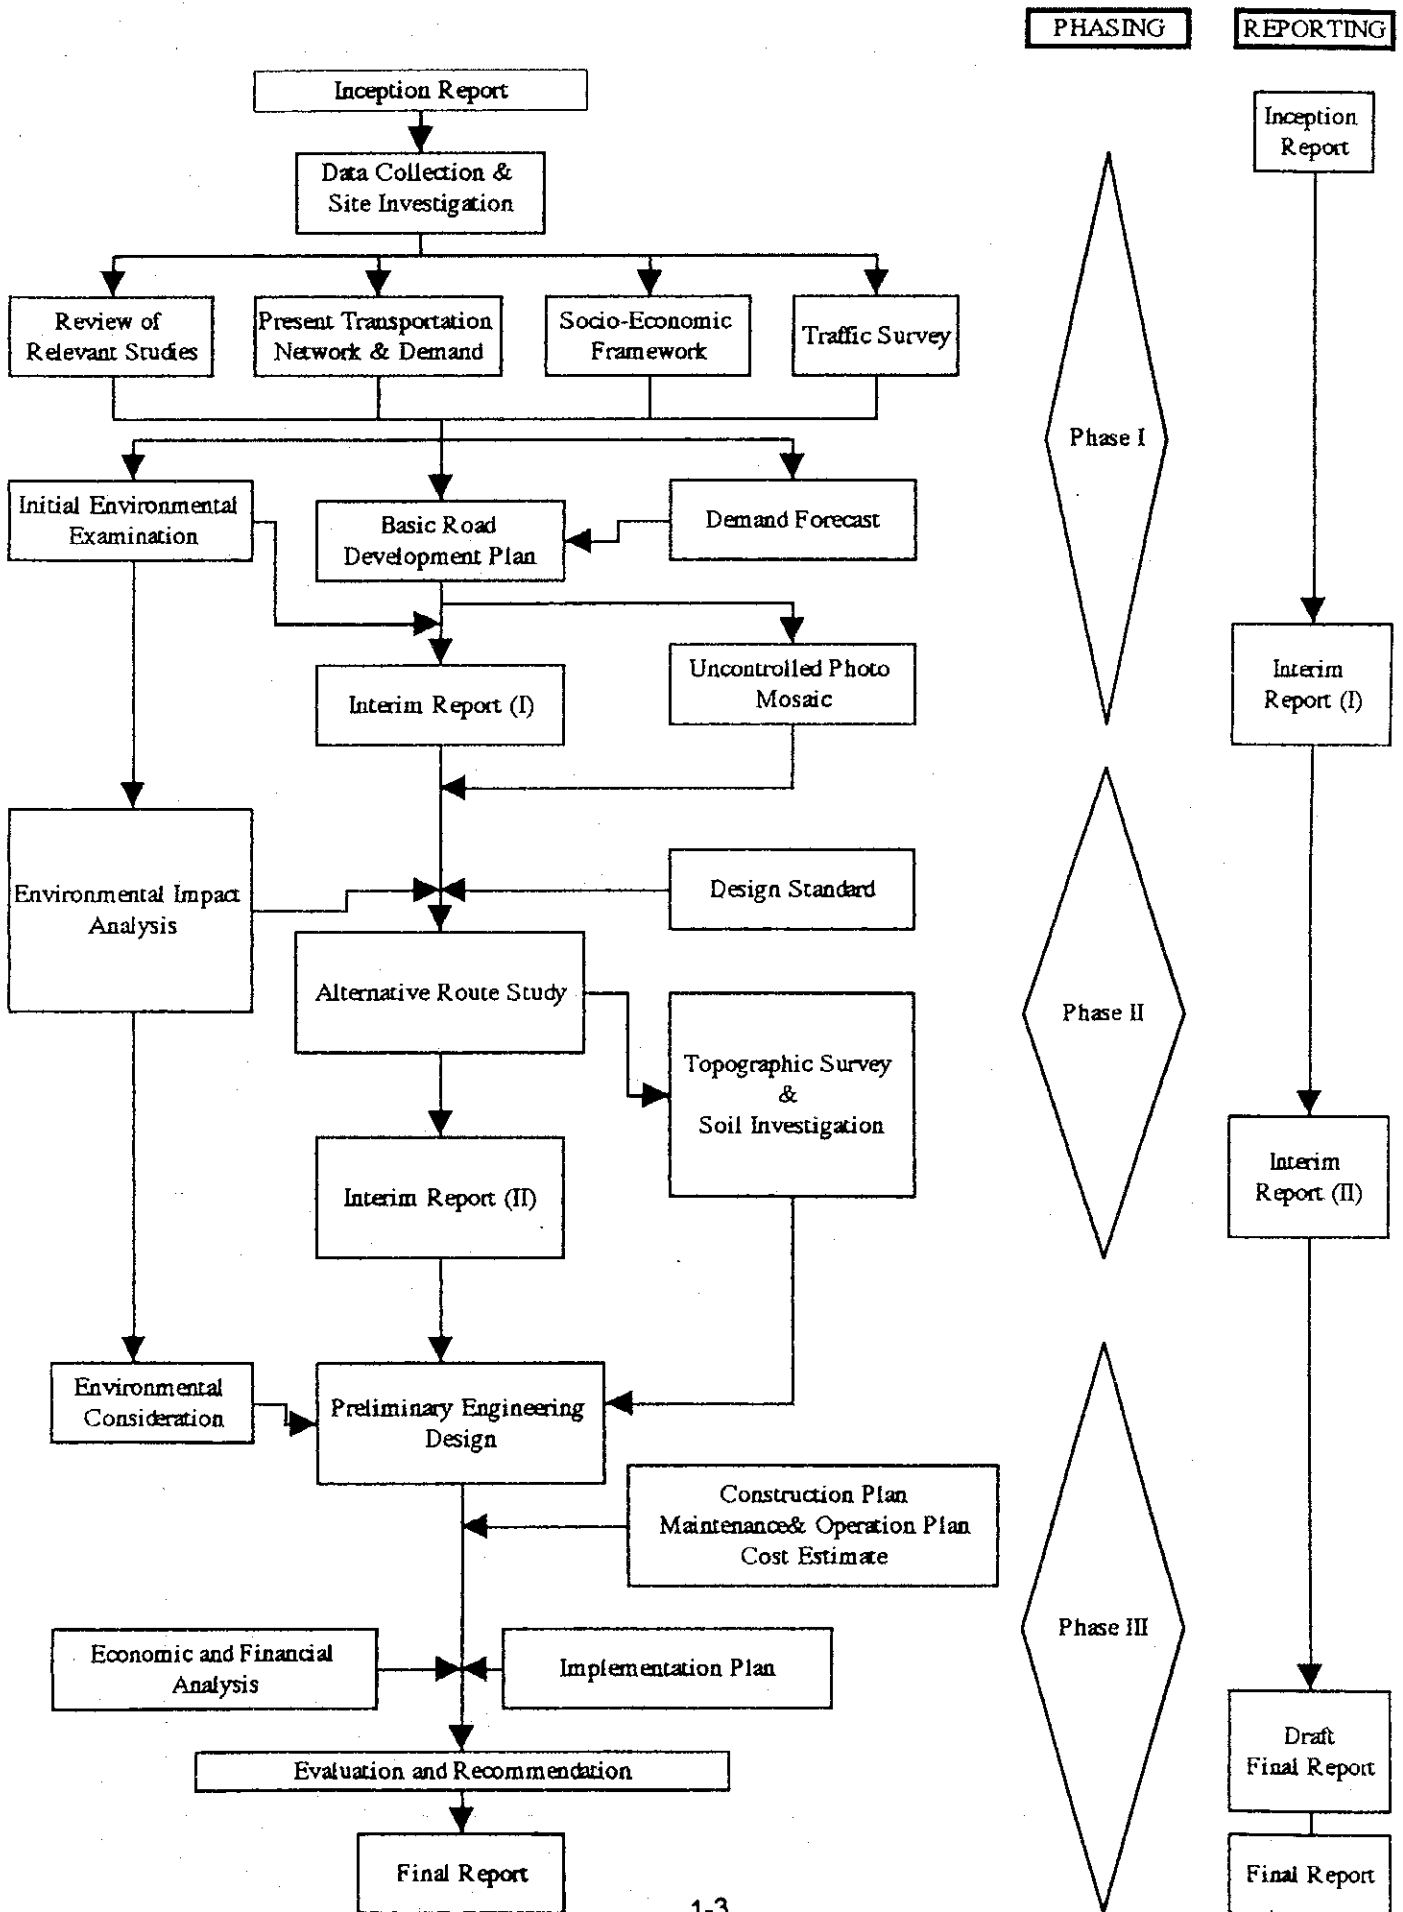 PHASING
REPORTING
Inception Report
Inception
Report
Data Collection &
Site Investigation
Review of
Relevant Studies
Present Transportation
Network & Demand
Socio-Economic
Framework
Traffic Survey
Phase I
Initial Environmental
Examination
Basic Road
Development Plan
Demand Forecast
Interim Report (I)
Uncontrolled Photo
Mosaic
Interim
Report (I)
Environmental Impact
Analysis
Design Standard
Alternative Route Study
Phase II
Topographic Survey
&
Soil Investigation
Interim Report (II)
Interim
Report (II)
Environmental
Consideration
Preliminary Engineering
Design
Construction Plan
Maintenance& Operation Plan
Cost Estimate
Phase III
Economic and Financial
Analysis
Implementation Plan
Evaluation and Recommendation
Draft
Final Report
Final Report
Final Report
1-3